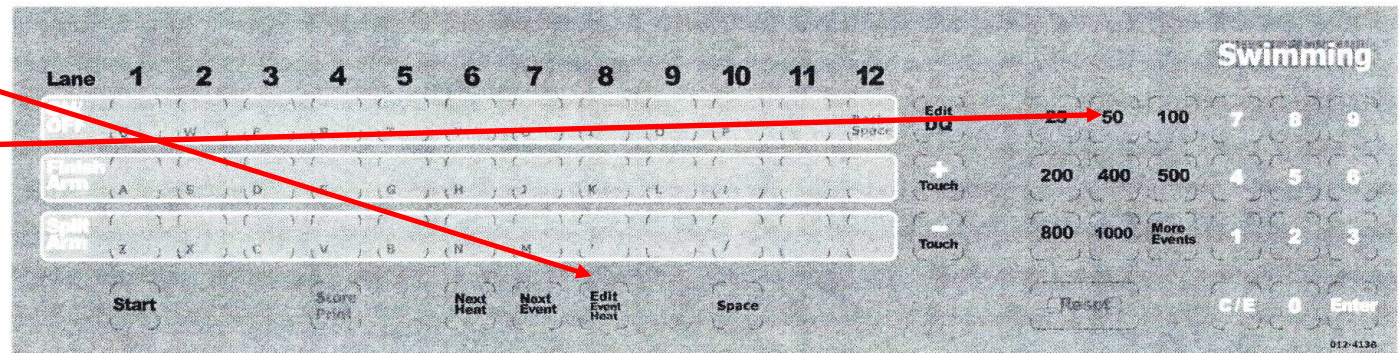 Swimming
Lane 1 2 3 4 5 6 7 8 9 10 11 12
OFF W R T I O P Space Edit DQ 25 50 100 7 8 9
Finish Arm A S D G H J K L ; + Touch 200 400 500 4 5 6
Split Arm Z X C V B N M , . / - Touch 800 1000 More Events 1 2 3
Start Store Print Next Heat Next Event Edit Event Heat Space Reset C/E 0 Enter
012-4138